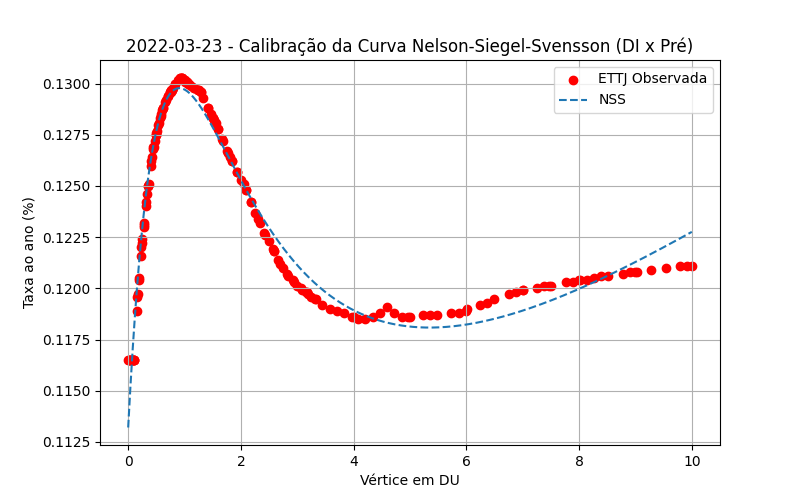 2022-03-23 - Calibração da Curva Nelson-Siegel-Svensson (DI x Pré)
ETTJ Observada
NSS
Taxa ao ano (%)
0.1300
0.1275
0.1250
0.1225
0.1200
0.1175
0.1150
0.1125
0 2 4 6 8 10
Vértice em DU